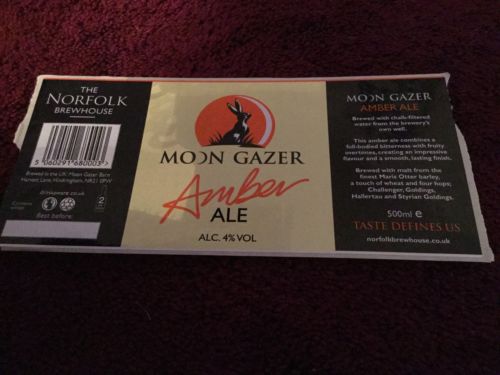 THE
NORFOLK
BREWHOUSE
5 060291 680003
Brewed in the UK: Moon Gazer Barn
Harvest Lane, Hindringham, NR21 0PW
drinkaware.co.uk
Best before:
MOON GAZER
Amber
ALE
ALC. 4% VOL
MOON GAZER
AMBER ALE
Brewed with chalk-filtered
water from the brewery's
own well.
This amber ale combines a
full-bodied bitterness with fruity
overtones, creating an impressive
flavour and a smooth, lasting finish.
Brewed with malt from the
finest Maris Otter barley,
a touch of wheat and four hops;
Challenger, Goldings,
Hallertau and Styrian Goldings.
500ml e
TASTE DEFINES US
norfolkbrewhouse.co.uk